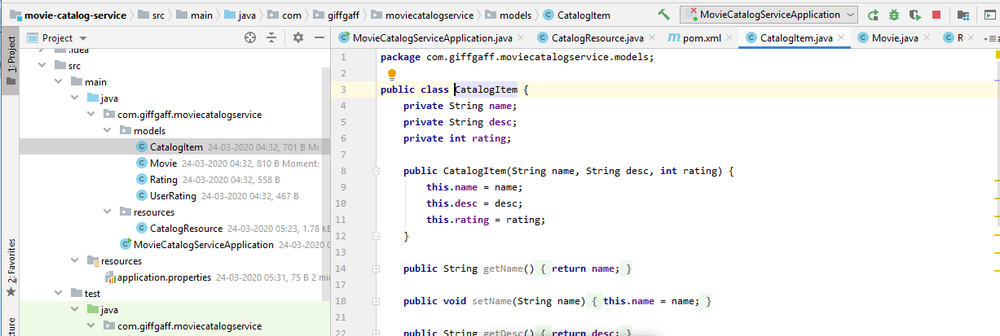 movie-catalog-service src main java com giffgaff moviecatalogservice models CatalogItem MovieCatalogServiceApplication
1: Project
2: Favorites
Project
MovieCatalogServiceApplication.java CatalogResource.java pom.xml CatalogItem.java Movie.java R
.idea
src
main
java
com.giffgaff.moviecatalogservice
models
CatalogItem 24-03-2020 04:32, 701 B Mo
Movie 24-03-2020 04:32, 810 B Moments
Rating 24-03-2020 04:32, 558 B
UserRating 24-03-2020 04:32, 467 B
resources
CatalogResource 24-03-2020 05:23, 1.78 kB
MovieCatalogServiceApplication 24-03-2020 0
resources
application.properties 24-03-2020 05:31, 75 B 2 min
test
java
com.giffgaff.moviecatalogservice
1 package com.giffgaff.moviecatalogservice.models;
2
3 public class CatalogItem {
4 private String name;
5 private String desc;
6 private int rating;
7
8 public CatalogItem(String name, String desc, int rating) {
9 this.name = name;
10 this.desc = desc;
11 this.rating = rating;
12 }
13
14 public String getName() { return name; }
17
18 public void setName(String name) { this.name = name; }
21
22 public String getDesc() { return desc; }